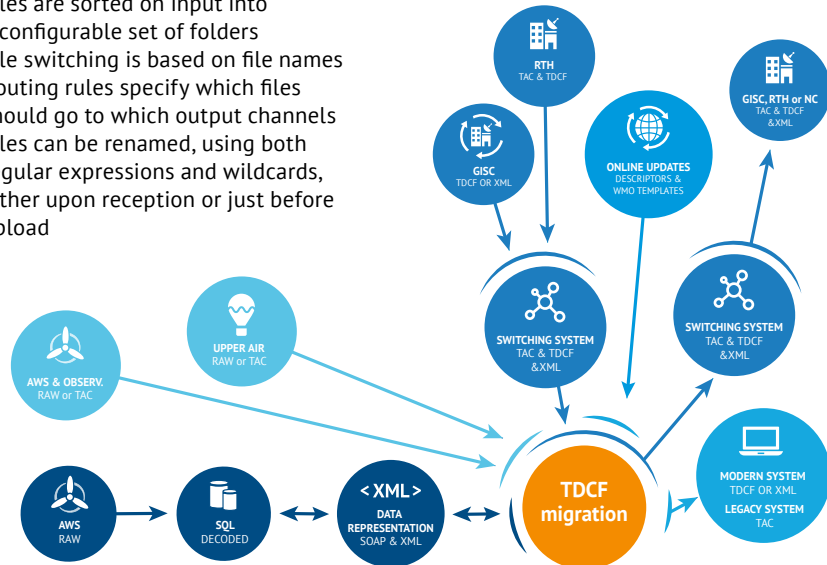 les are sorted on input into
configurable set of folders
le switching is based on file names
outing rules specify which files
hould go to which output channels
les can be renamed, using both
gular expressions and wildcards,
ther upon reception or just before
pload
RTH
TAC & TDCF
GISC, RTH or NC
TAC & TDCF
&XML
GISC
TDCF OR XML
ONLINE UPDATES
DESCRIPTORS &
WMO TEMPLATES
SWITCHING SYSTEM
TAC & TDCF
&XML
SWITCHING SYSTEM
TAC & TDCF
&XML
UPPER AIR
RAW or TAC
AWS & OBSERV.
RAW or TAC
AWS
RAW
SQL
DECODED
< XML >
DATA
REPRESENTATION
SOAP & XML
TDCF
migration
MODERN SYSTEM
TDCF OR XML
LEGACY SYSTEM
TAC